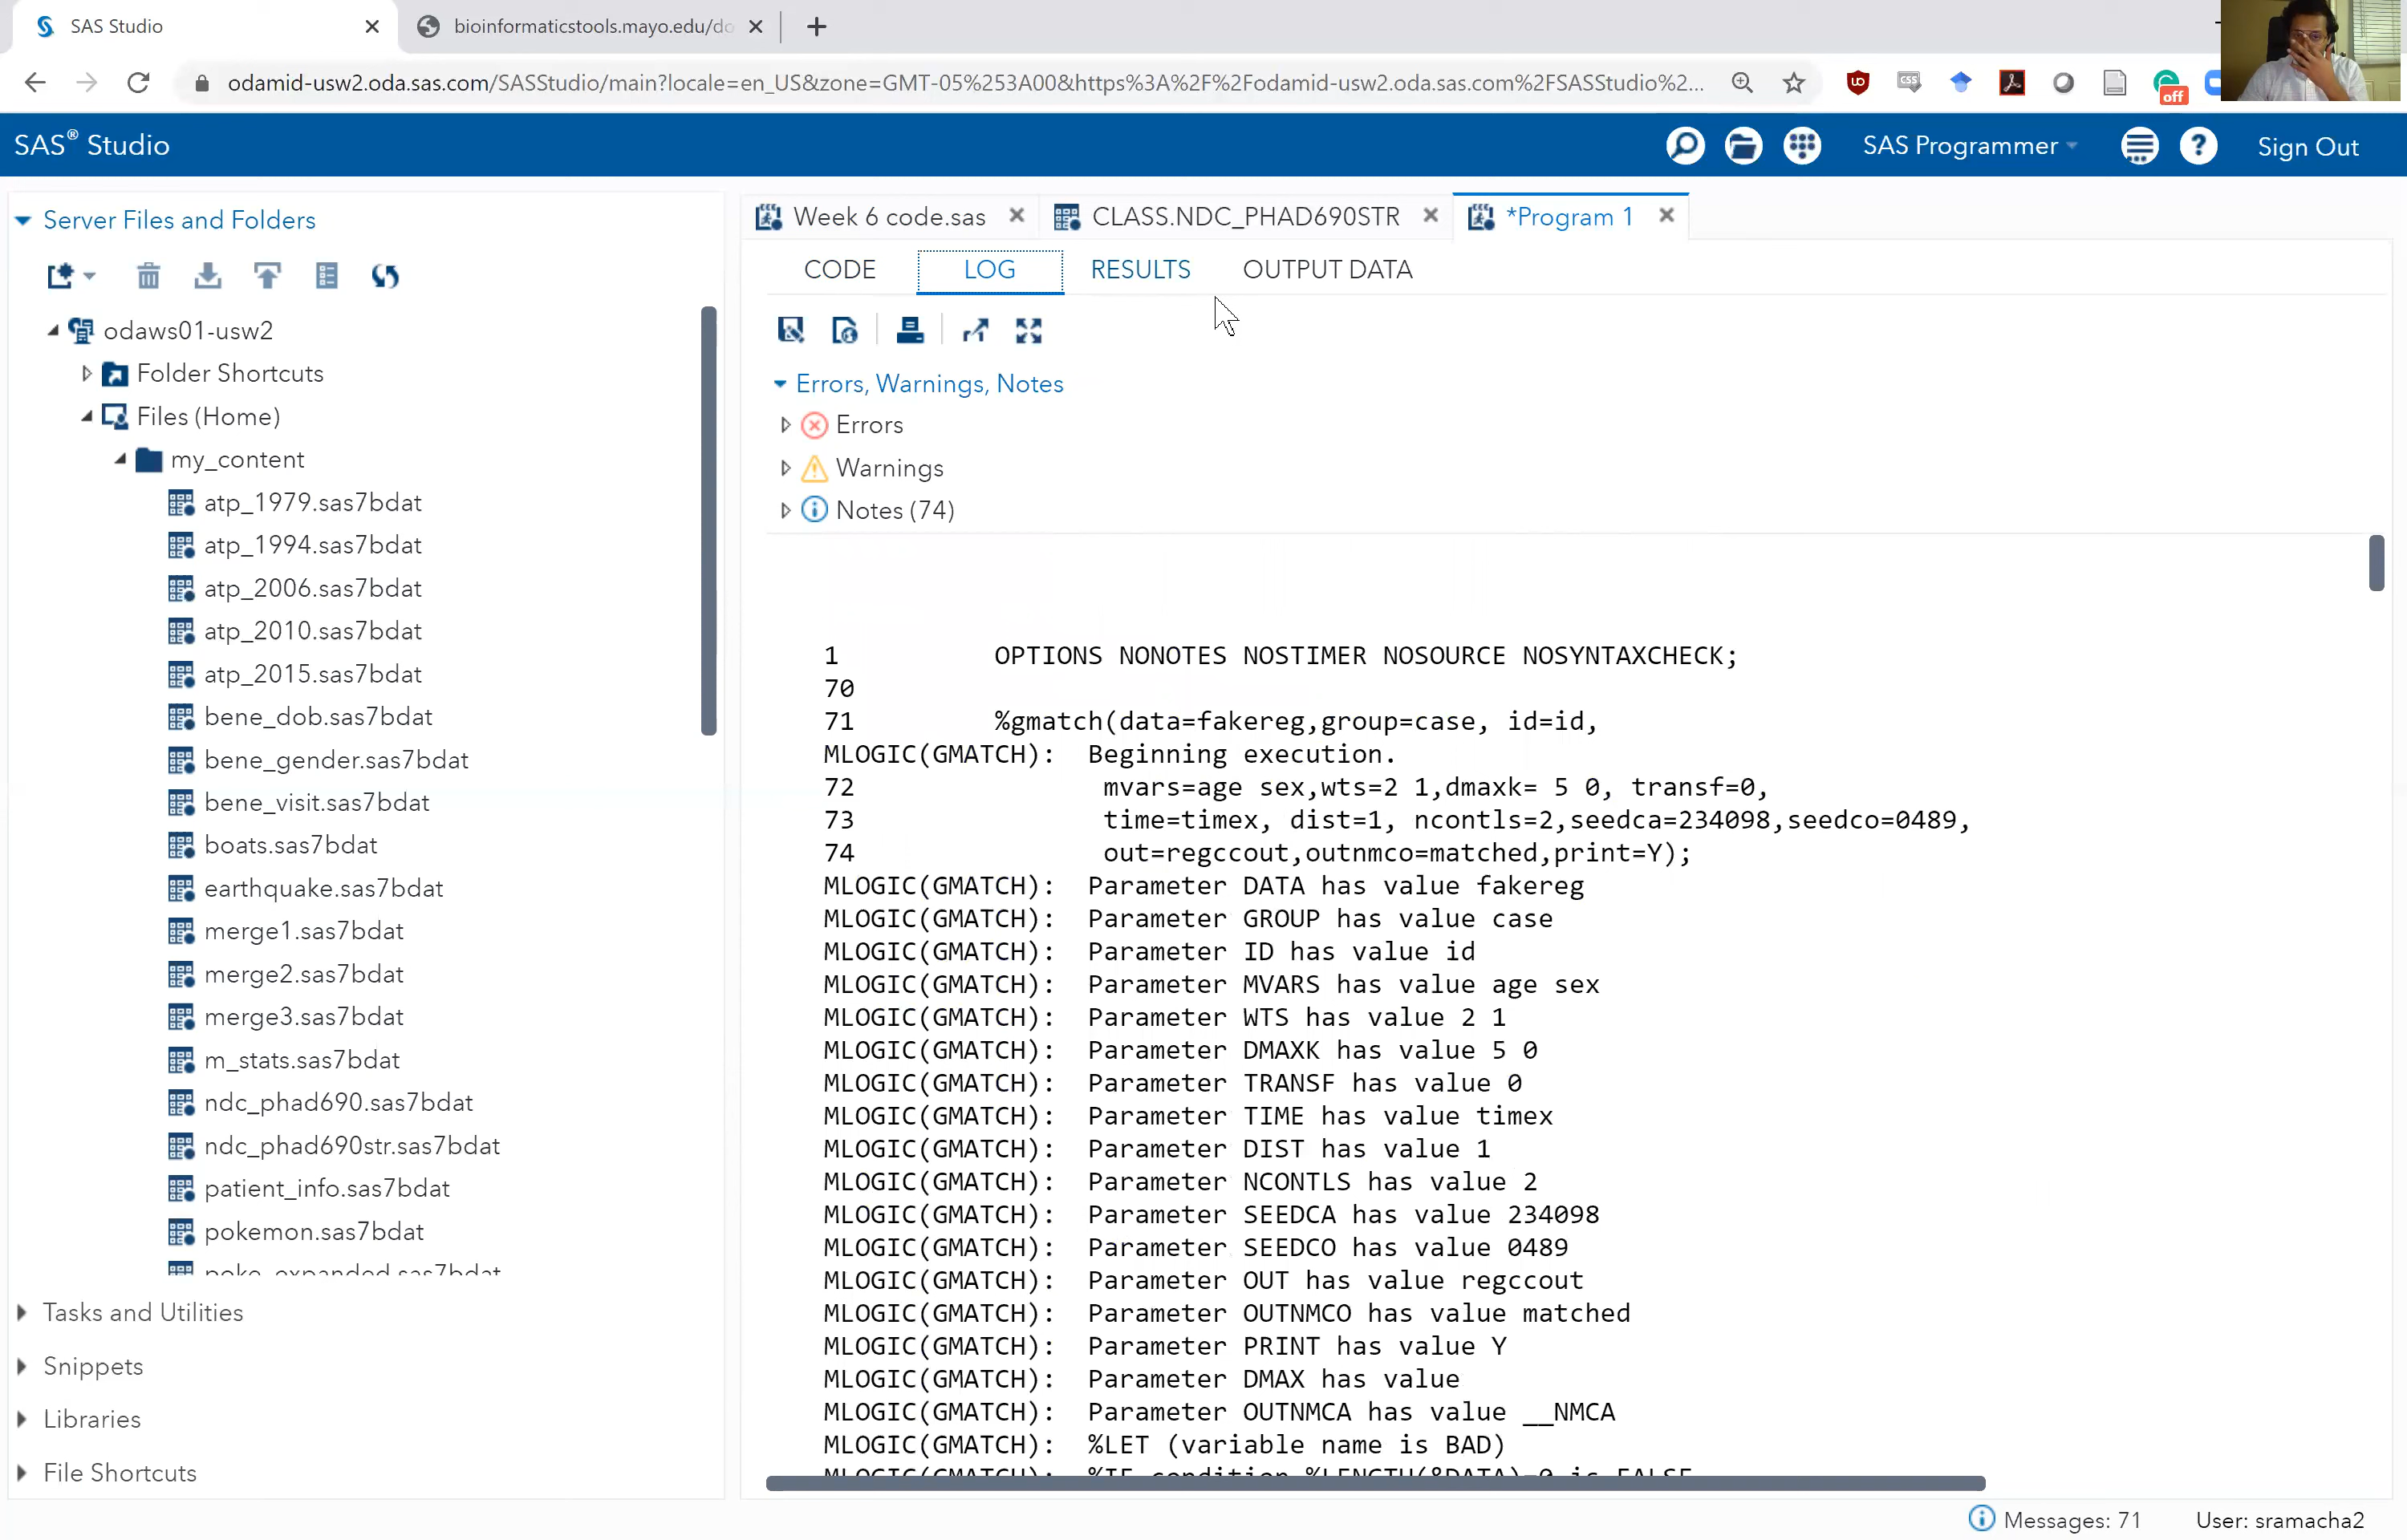 SAS Studio
bioinformaticstools.mayo.edu/do
odamid-usw2.oda.sas.com/SASStudio/main?locale=en_US&zone=GMT-05%253A00&https%3A%2F%2Fodamid-usw2.oda.sas.com%2FSASStudio%2...
CSS
off
SAS® Studio
SAS Programmer
Sign Out
Server Files and Folders
odaws01-usw2
Folder Shortcuts
Files (Home)
my_content
atp_1979.sas7bdat
atp_1994.sas7bdat
atp_2006.sas7bdat
atp_2010.sas7bdat
atp_2015.sas7bdat
bene_dob.sas7bdat
bene_gender.sas7bdat
bene_visit.sas7bdat
boats.sas7bdat
earthquake.sas7bdat
merge1.sas7bdat
merge2.sas7bdat
merge3.sas7bdat
m_stats.sas7bdat
ndc_phad690.sas7bdat
ndc_phad690str.sas7bdat
patient_info.sas7bdat
pokemon.sas7bdat
poke_expanded.sas7bdat
Tasks and Utilities
Snippets
Libraries
File Shortcuts
Week 6 code.sas
CLASS.NDC_PHAD690STR
*Program 1
CODE LOG RESULTS OUTPUT DATA
Errors, Warnings, Notes
Errors
Warnings
Notes (74)
1 OPTIONS NONOTES NOSTIMER NOSOURCE NOSYNTAXCHECK;
70
71 %gmatch(data=fakereg,group=case, id=id,
MLOGIC(GMATCH): Beginning execution.
72 mvars=age sex,wts=2 1,dmaxk= 5 0, transf=0,
73 time=timex, dist=1, ncontls=2,seedca=234098,seedco=0489,
74 out=regccout,outnmco=matched,print=Y);
MLOGIC(GMATCH): Parameter DATA has value fakereg
MLOGIC(GMATCH): Parameter GROUP has value case
MLOGIC(GMATCH): Parameter ID has value id
MLOGIC(GMATCH): Parameter MVARS has value age sex
MLOGIC(GMATCH): Parameter WTS has value 2 1
MLOGIC(GMATCH): Parameter DMAXK has value 5 0
MLOGIC(GMATCH): Parameter TRANSF has value 0
MLOGIC(GMATCH): Parameter TIME has value timex
MLOGIC(GMATCH): Parameter DIST has value 1
MLOGIC(GMATCH): Parameter NCONTLS has value 2
MLOGIC(GMATCH): Parameter SEEDCA has value 234098
MLOGIC(GMATCH): Parameter SEEDCO has value 0489
MLOGIC(GMATCH): Parameter OUT has value regccout
MLOGIC(GMATCH): Parameter OUTNMCO has value matched
MLOGIC(GMATCH): Parameter PRINT has value Y
MLOGIC(GMATCH): Parameter DMAX has value
MLOGIC(GMATCH): Parameter OUTNMCA has value __NMCA
MLOGIC(GMATCH): %LET (variable name is BAD)
MLOGIC(GMATCH): %IF condition %LENGTH(&DATA)=0 is FALSE
Messages: 71
User: sramacha2